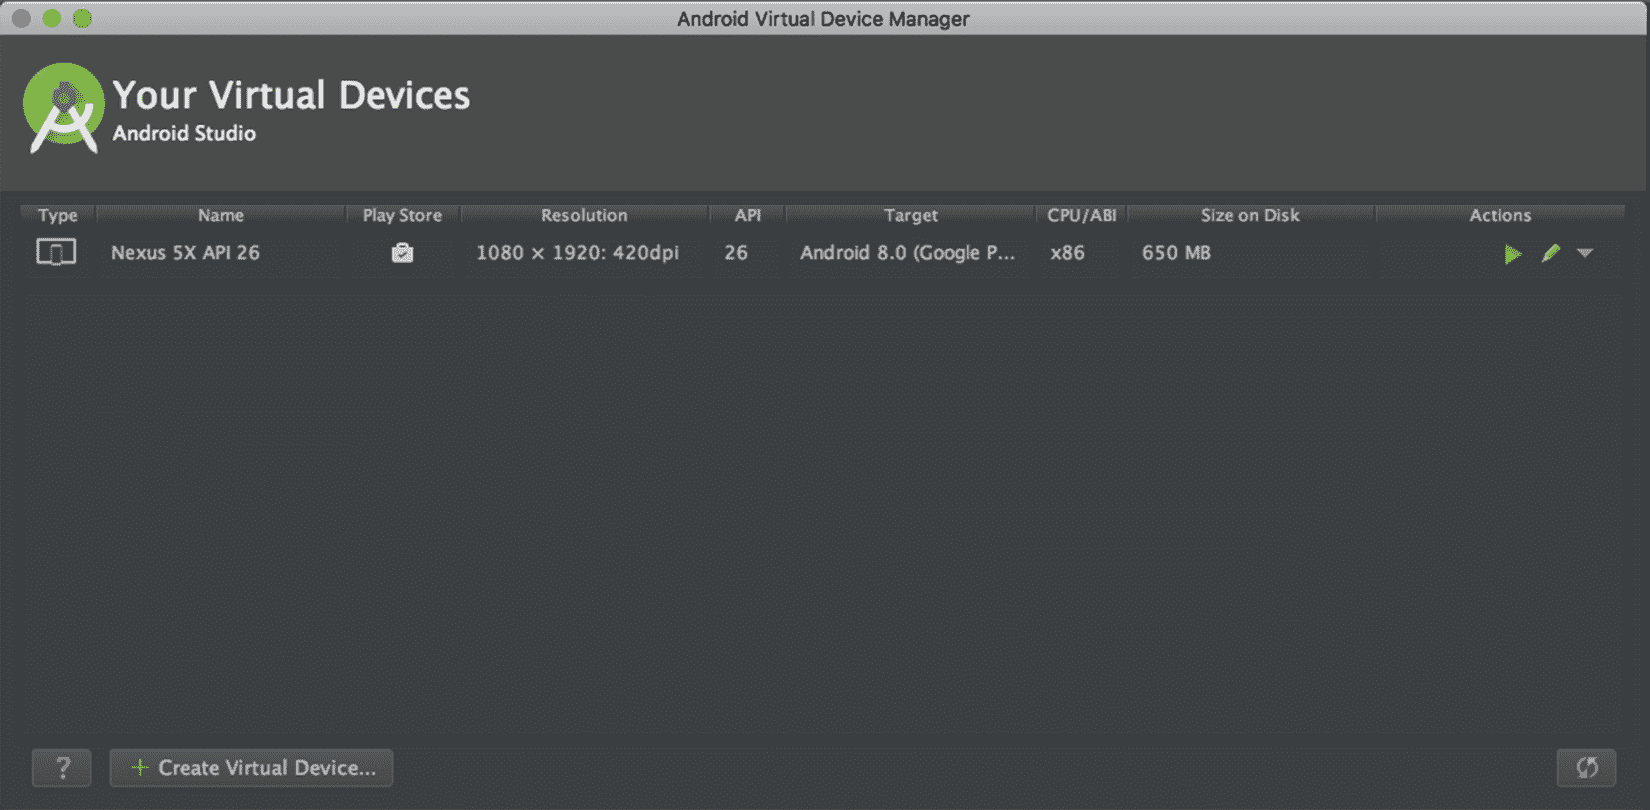 Android Virtual Device Manager
Your Virtual Devices
Android Studio
Type Name Play Store Resolution API Target CPU/ABI Size on Disk Actions
Nexus 5X API 26 1080 × 1920: 420dpi 26 Android 8.0 (Google P... x86 650 MB
? + Create Virtual Device...